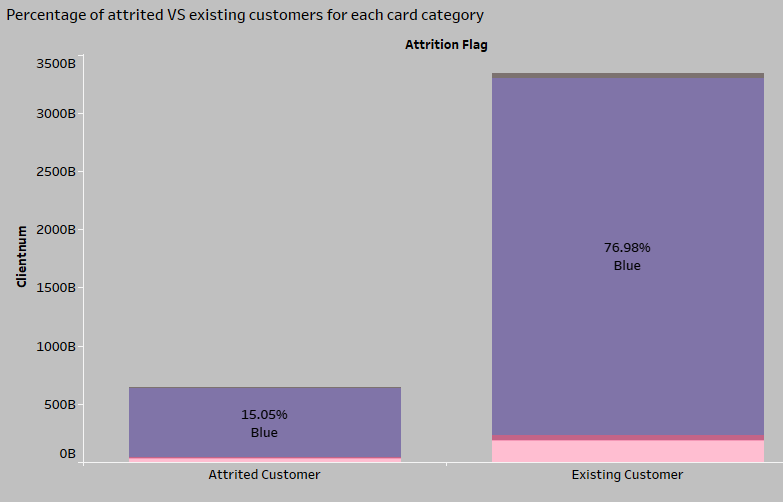 Percentage of attrited VS existing customers for each card category
Attrition Flag
3500B
3000B
2500B
2000B
1500B
1000B
500B
0B
Clientnum
76.98%
Blue
15.05%
Blue
Attrited Customer
Existing Customer